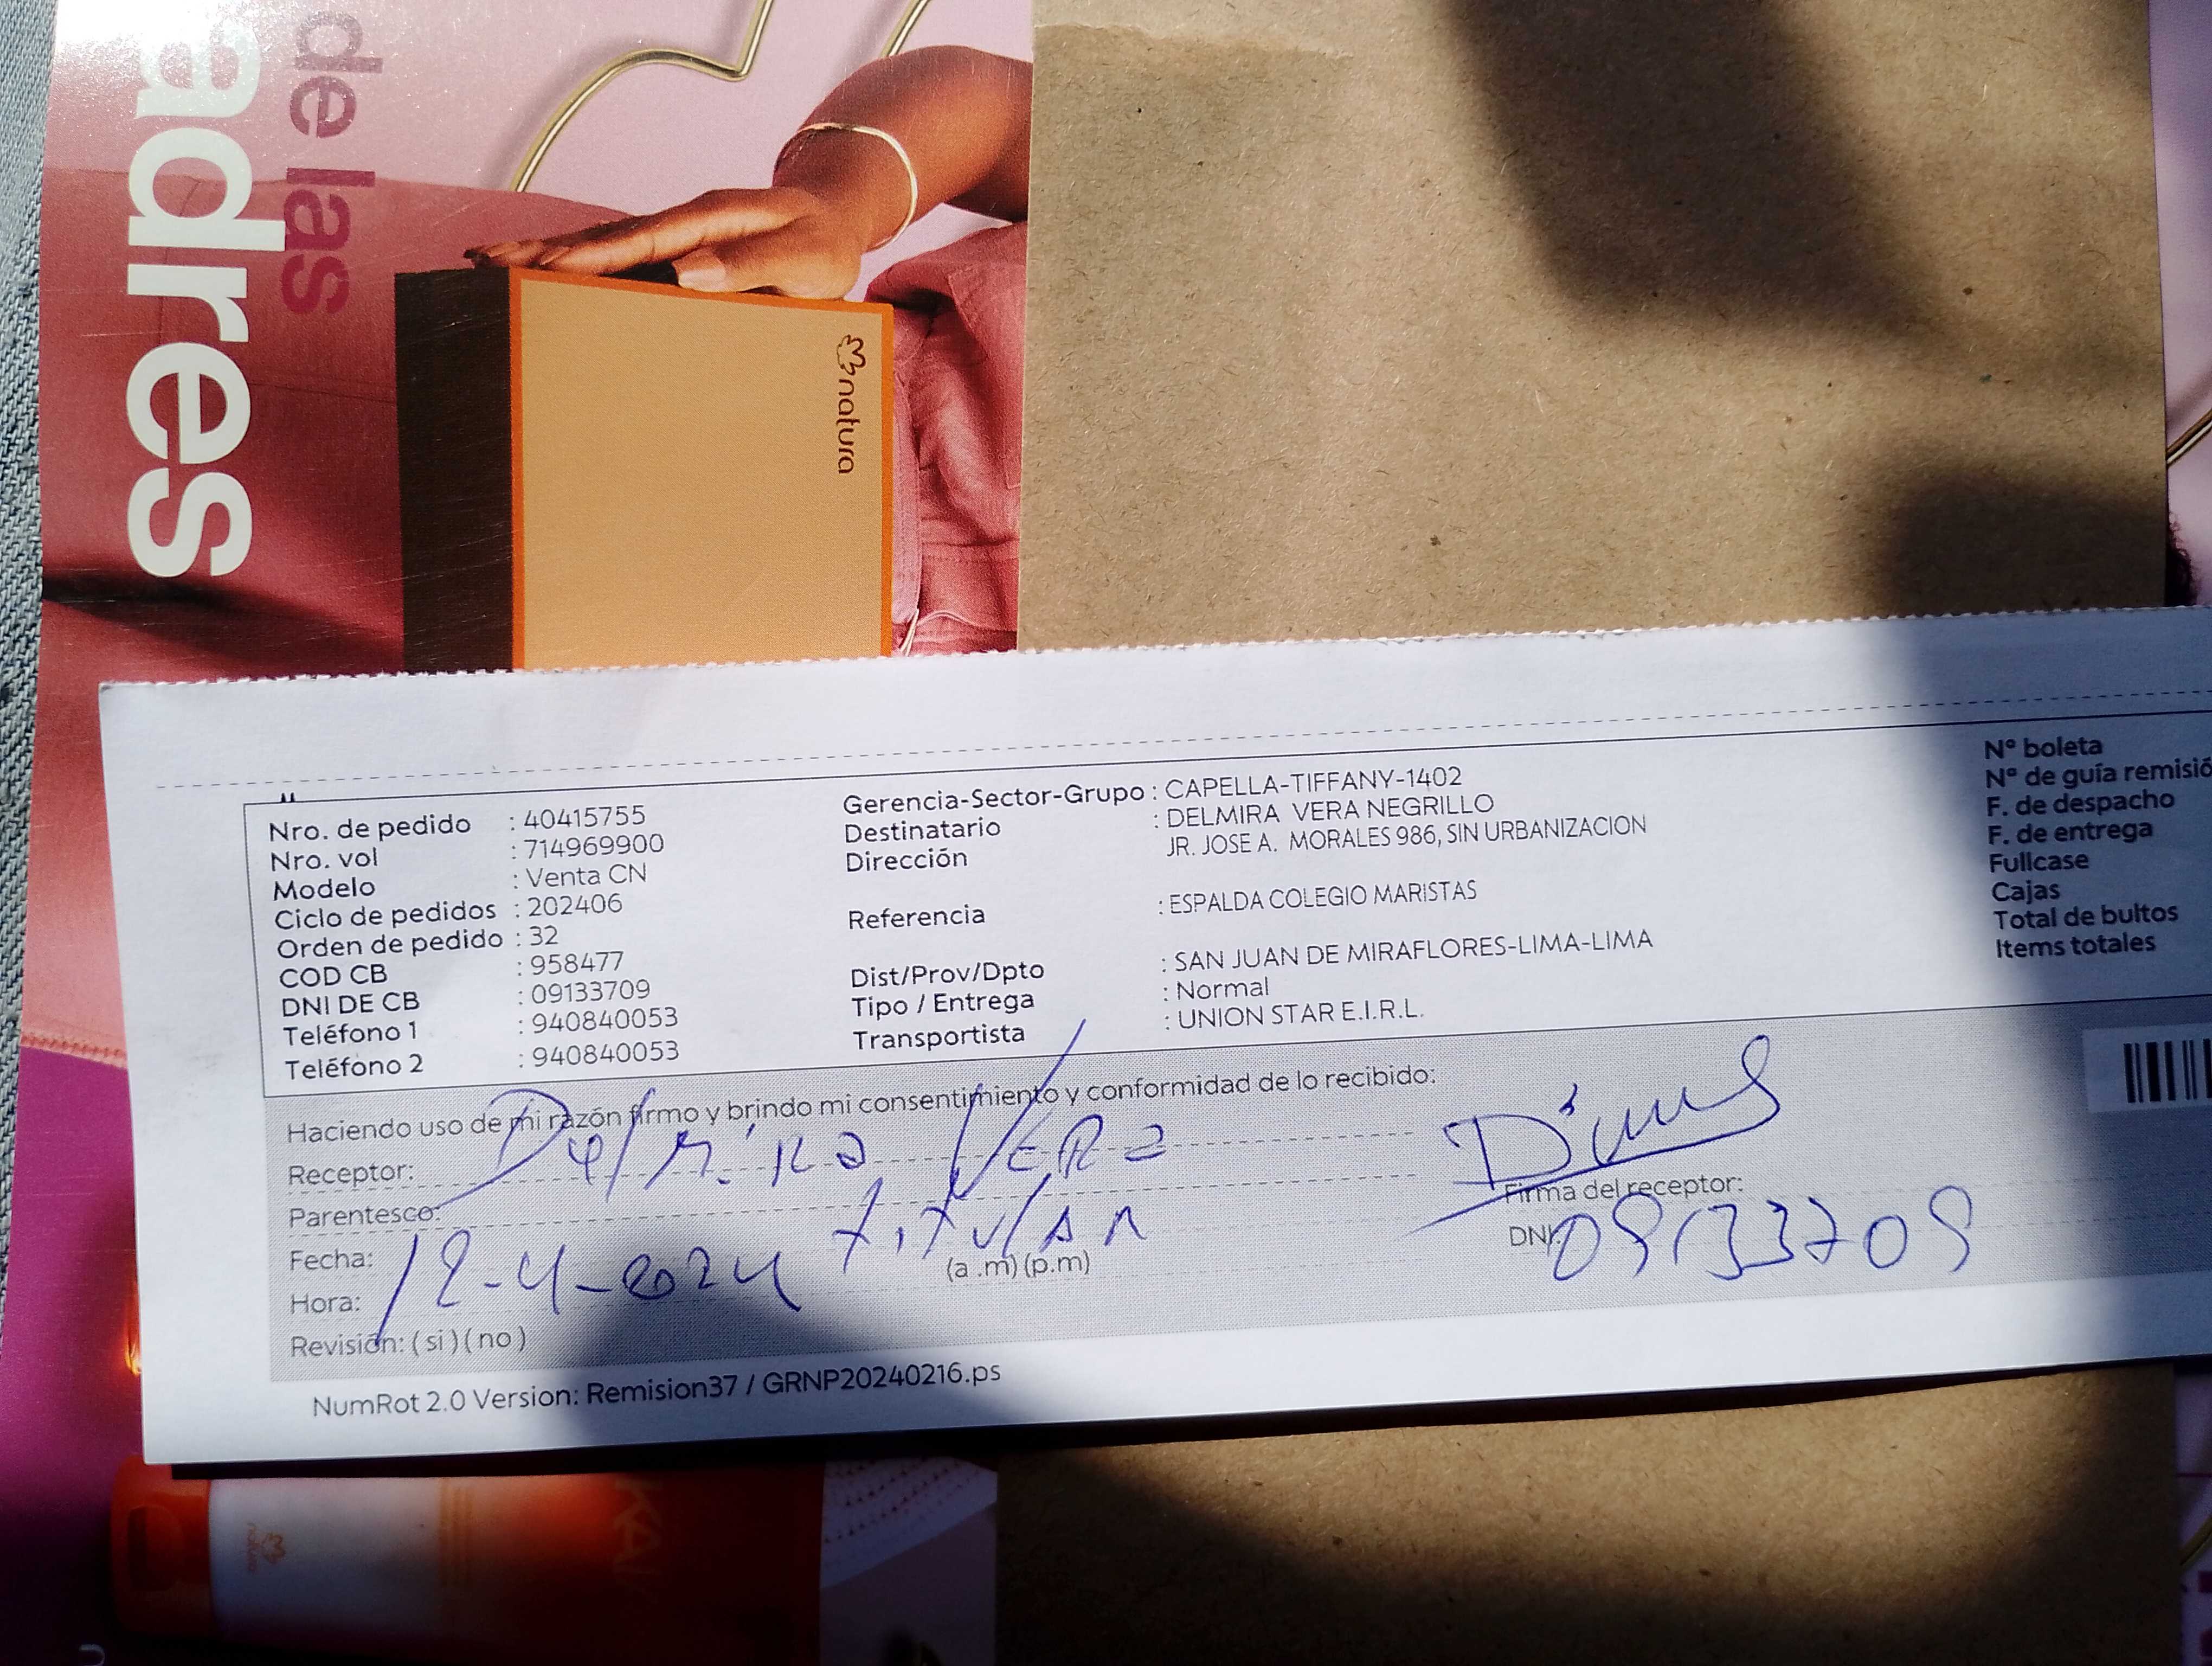 de las
adres
natura
Nro. de pedido : 40415755
Nro. vol : 714969900
Modelo : Venta CN
Ciclo de pedidos : 202406
Orden de pedido : 32
COD CB : 958477
DNI DE CB : 09133709
Teléfono 1 : 940840053
Teléfono 2 : 940840053
Gerencia-Sector-Grupo : CAPELLA-TIFFANY-1402
Destinatario : DELMIRA VERA NEGRILLO
Dirección JR. JOSE A. MORALES 986, SIN URBANIZACION
Referencia : ESPALDA COLEGIO MARISTAS
Dist/Prov/Dpto : SAN JUAN DE MIRAFLORES-LIMA-LIMA
Tipo / Entrega : Normal
Transportista : UNION STAR E.I.R.L.
Nº boleta
Nº de guía remisió
F. de despacho
F. de entrega
Fullcase
Cajas
Total de bultos
Items totales
Haciendo uso de mi razón firmo y brindo mi consentimiento y conformidad de lo recibido:
Receptor: Delmira VERA
Parentesco: titular
Fecha: 12-4-2024
Hora: (a .m) (p.m)
Revisión: ( si ) ( no )
Firma del receptor:
DNI: 09133709
NumRot 2.0 Version: Remision37 / GRNP20240216.ps
natura
KA